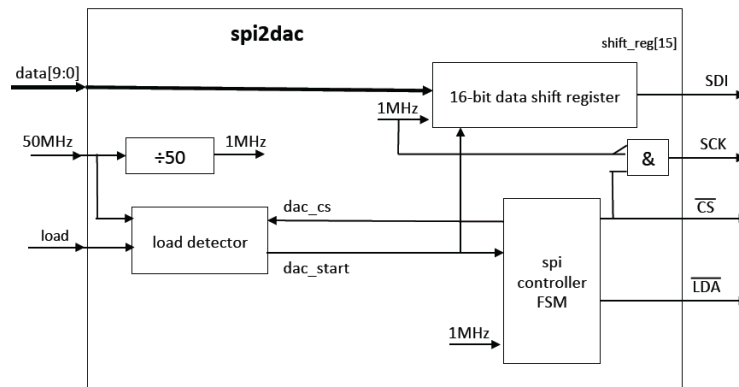 spi2dac
shift_reg[15]
data[9:0]
SDI
1MHz
16-bit data shift register
50MHz
÷50
1MHz
&
SCK
dac_cs
CS
load
load detector
dac_start
spi
controller
FSM
LDA
1MHz